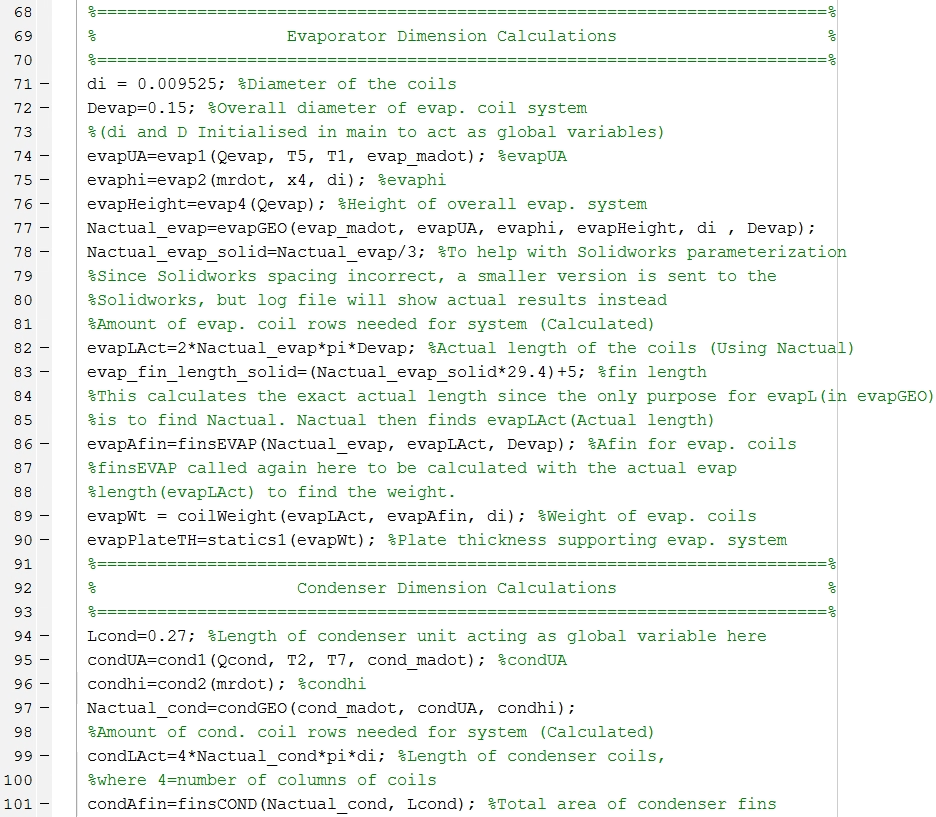 68 %=========================================================================%
69 % Evaporator Dimension Calculations %
70 %=========================================================================%
71 – di = 0.009525; %Diameter of the coils
72 – Devap=0.15; %Overall diameter of evap. coil system
73 %(di and D Initialised in main to act as global variables)
74 – evapUA=evap1(Qevap, T5, T1, evap_madot); %evapUA
75 – evaphi=evap2(mrdot, x4, di); %evaphi
76 – evapHeight=evap4(Qevap); %Height of overall evap. system
77 – Nactual_evap=evapGEO(evap_madot, evapUA, evaphi, evapHeight, di , Devap);
78 – Nactual_evap_solid=Nactual_evap/3; %To help with Solidworks parameterization
79 %Since Solidworks spacing incorrect, a smaller version is sent to the
80 %Solidworks, but log file will show actual results instead
81 %Amount of evap. coil rows needed for system (Calculated)
82 – evapLAct=2*Nactual_evap*pi*Devap; %Actual length of the coils (Using Nactual)
83 – evap_fin_length_solid=(Nactual_evap_solid*29.4)+5; %fin length
84 %This calculates the exact actual length since the only purpose for evapL(in evapGEO)
85 %is to find Nactual. Nactual then finds evapLAct(Actual length)
86 – evapAfin=finsEVAP(Nactual_evap, evapLAct, Devap); %Afin for evap. coils
87 %finsEVAP called again here to be calculated with the actual evap
88 %length(evapLAct) to find the weight.
89 – evapWt = coilWeight(evapLAct, evapAfin, di); %Weight of evap. coils
90 – evapPlateTH=statics1(evapWt); %Plate thickness supporting evap. system
91 %=========================================================================%
92 % Condenser Dimension Calculations %
93 %=========================================================================%
94 – Lcond=0.27; %Length of condenser unit acting as global variable here
95 – condUA=cond1(Qcond, T2, T7, cond_madot); %condUA
96 – condhi=cond2(mrdot); %condhi
97 – Nactual_cond=condGEO(cond_madot, condUA, condhi);
98 %Amount of cond. coil rows needed for system (Calculated)
99 – condLAct=4*Nactual_cond*pi*di; %Length of condenser coils,
100 %where 4=number of columns of coils
101 – condAfin=finsCOND(Nactual_cond, Lcond); %Total area of condenser fins